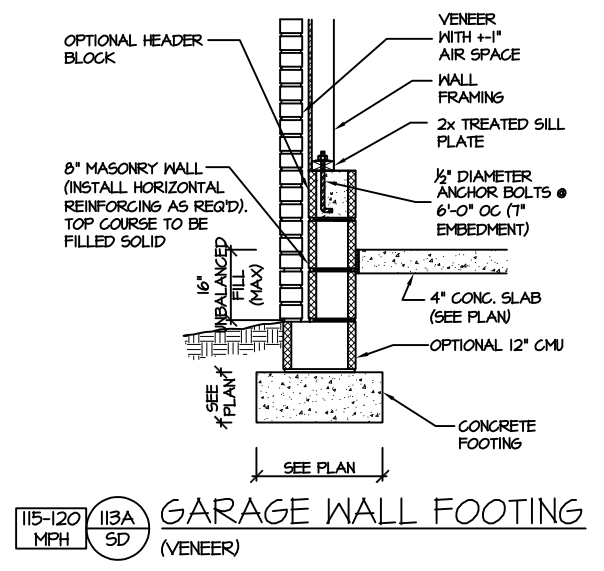 VENEER
WITH +-1"
AIR SPACE
OPTIONAL HEADER
BLOCK
WALL
FRAMING
2x TREATED SILL
PLATE
8" MASONRY WALL
(INSTALL HORIZONTAL
REINFORCING AS REQ'D).
TOP COURSE TO BE
FILLED SOLID
½" DIAMETER
ANCHOR BOLTS @
6'-0" OC (7"
EMBEDMENT)
16"
UNBALANCED
FILL
(MAX)
4" CONC. SLAB
(SEE PLAN)
OPTIONAL 12" CMU
SEE
PLAN
CONCRETE
FOOTING
SEE PLAN
115-120
MPH
113A
SD
GARAGE WALL FOOTING
(VENEER)